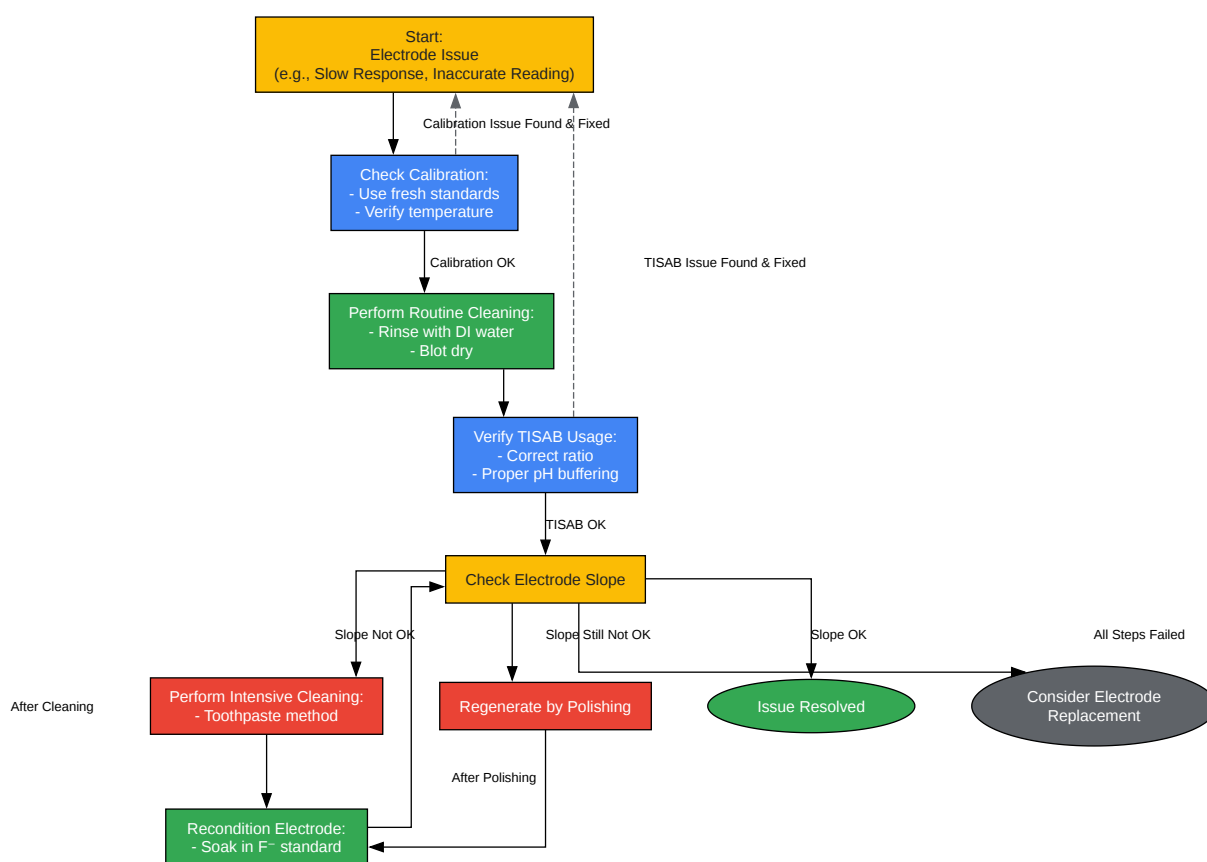 Start:
Electrode Issue
(e.g., Slow Response, Inaccurate Reading)
Calibration Issue Found & Fixed
Check Calibration:
- Use fresh standards
- Verify temperature
Calibration OK
TISAB Issue Found & Fixed
Perform Routine Cleaning:
- Rinse with DI water
- Blot dry
Verify TISAB Usage:
- Correct ratio
- Proper pH buffering
TISAB OK
Check Electrode Slope
Slope Not OK
Slope Still Not OK
Slope OK
All Steps Failed
After Cleaning
Perform Intensive Cleaning:
- Toothpaste method
Regenerate by Polishing
Issue Resolved
Consider Electrode
Replacement
After Polishing
Recondition Electrode:
- Soak in F⁻ standard